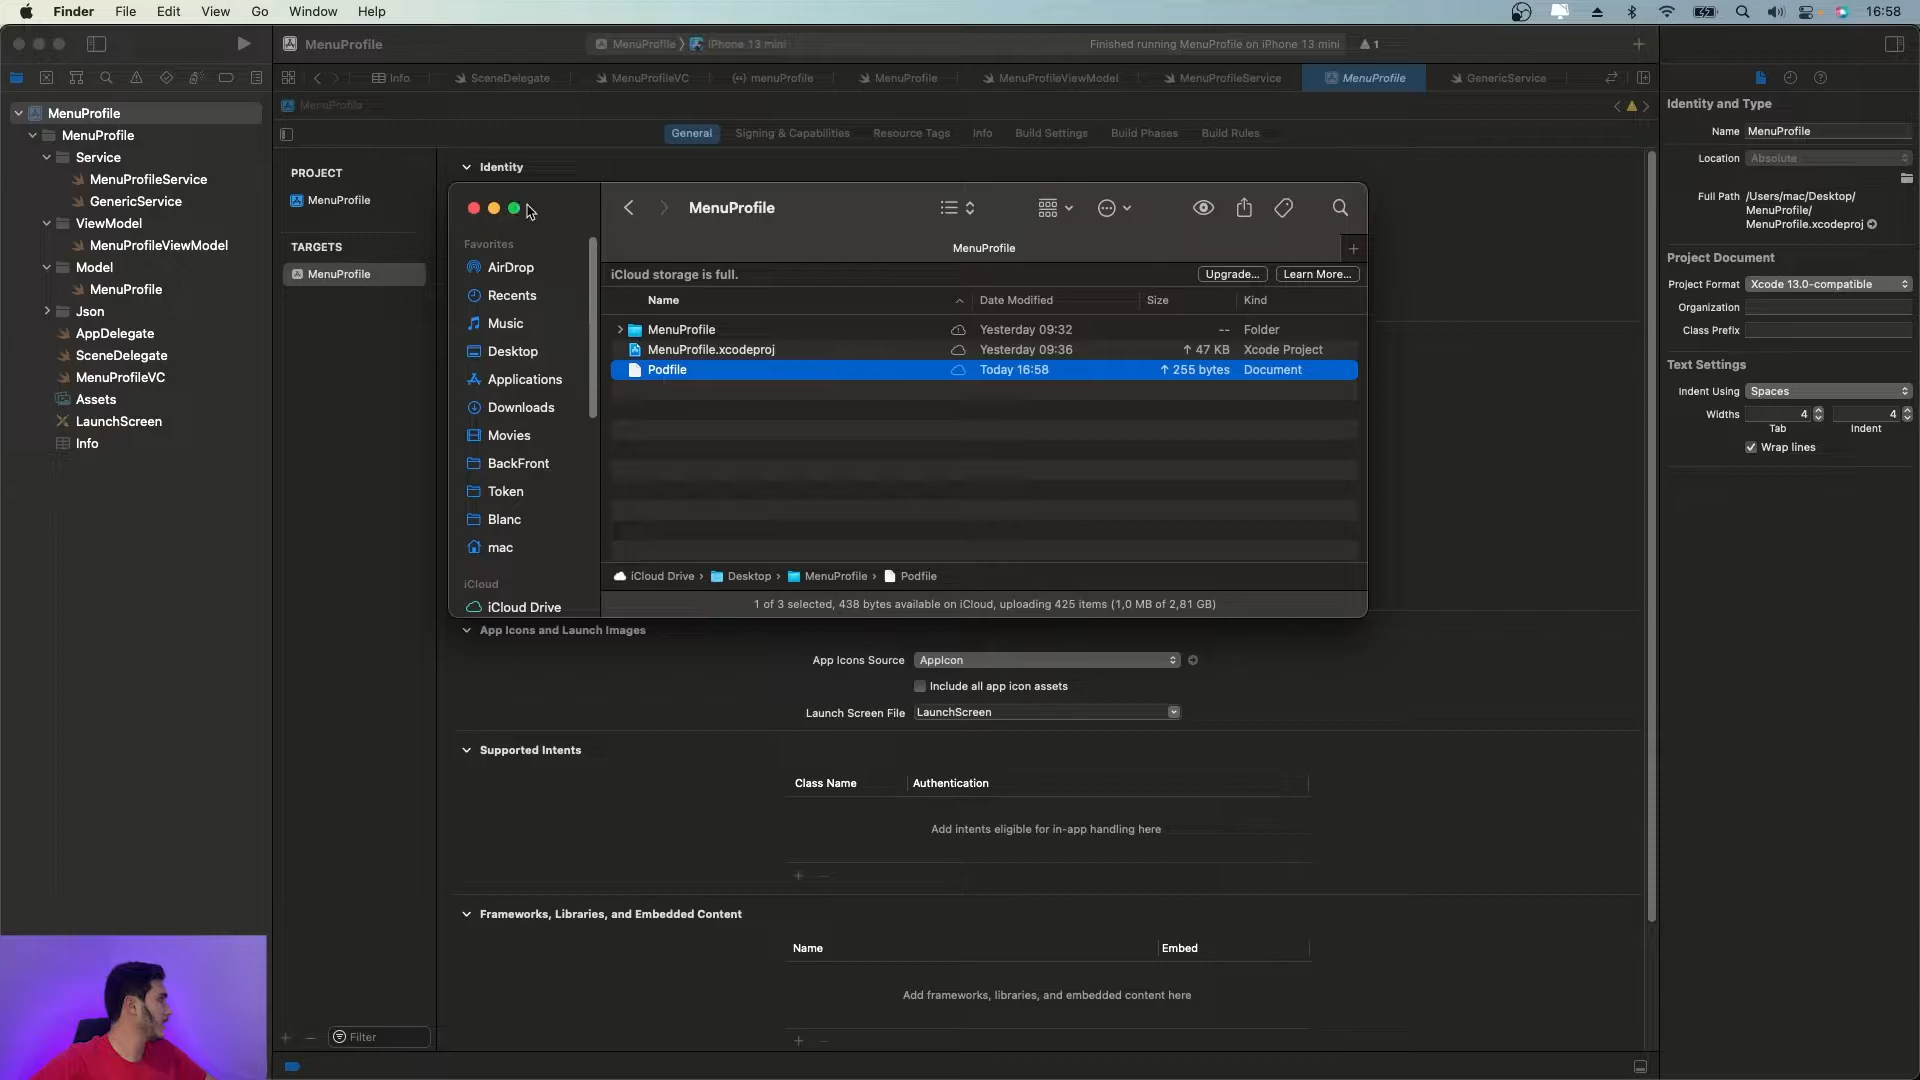 Finder File Edit View Go Window Help 16:58
MenuProfile MenuProfile iPhone 13 mini Finished running MenuProfile on iPhone 13 mini 1
Info SceneDelegate MenuProfileVC menuProfile MenuProfile MenuProfileViewModel MenuProfileService MenuProfile GenericService
MenuProfile
General Signing & Capabilities Resource Tags Info Build Settings Build Phases Build Rules
MenuProfile
MenuProfile
Service
MenuProfileService
GenericService
ViewModel
MenuProfileViewModel
Model
MenuProfile
Json
AppDelegate
SceneDelegate
MenuProfileVC
Assets
LaunchScreen
Info
PROJECT
MenuProfile
TARGETS
MenuProfile
Filter
Identity
MenuProfile
MenuProfile
Favorites
AirDrop
Recents
Music
Desktop
Applications
Downloads
Movies
BackFront
Token
Blanc
mac
iCloud
iCloud Drive
iCloud storage is full. Upgrade... Learn More...
Name Date Modified Size Kind
MenuProfile Yesterday 09:32 -- Folder
MenuProfile.xcodeproj Yesterday 09:36 47 KB Xcode Project
Podfile Today 16:58 255 bytes Document
iCloud Drive › Desktop › MenuProfile › Podfile
1 of 3 selected, 438 bytes available on iCloud, uploading 425 items (1,0 MB of 2,81 GB)
App Icons and Launch Images
App Icons Source AppIcon
Include all app icon assets
Launch Screen File LaunchScreen
Supported Intents
Class Name Authentication
Add intents eligible for in-app handling here
Frameworks, Libraries, and Embedded Content
Name Embed
Add frameworks, libraries, and embedded content here
Identity and Type
Name MenuProfile
Location Absolute
Full Path /Users/mac/Desktop/
MenuProfile/
MenuProfile.xcodeproj
Project Document
Project Format Xcode 13.0-compatible
Organization
Class Prefix
Text Settings
Indent Using Spaces
Widths 4 4
Tab Indent
Wrap lines